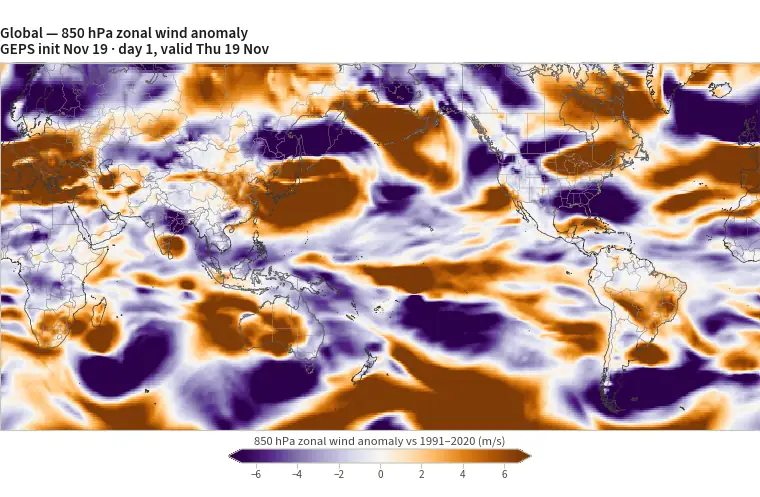 Global — 850 hPa zonal wind anomaly
GEPS init Nov 19 · day 1, valid Thu 19 Nov
850 hPa zonal wind anomaly vs 1991–2020 (m/s)
−6 −4 −2 0 2 4 6